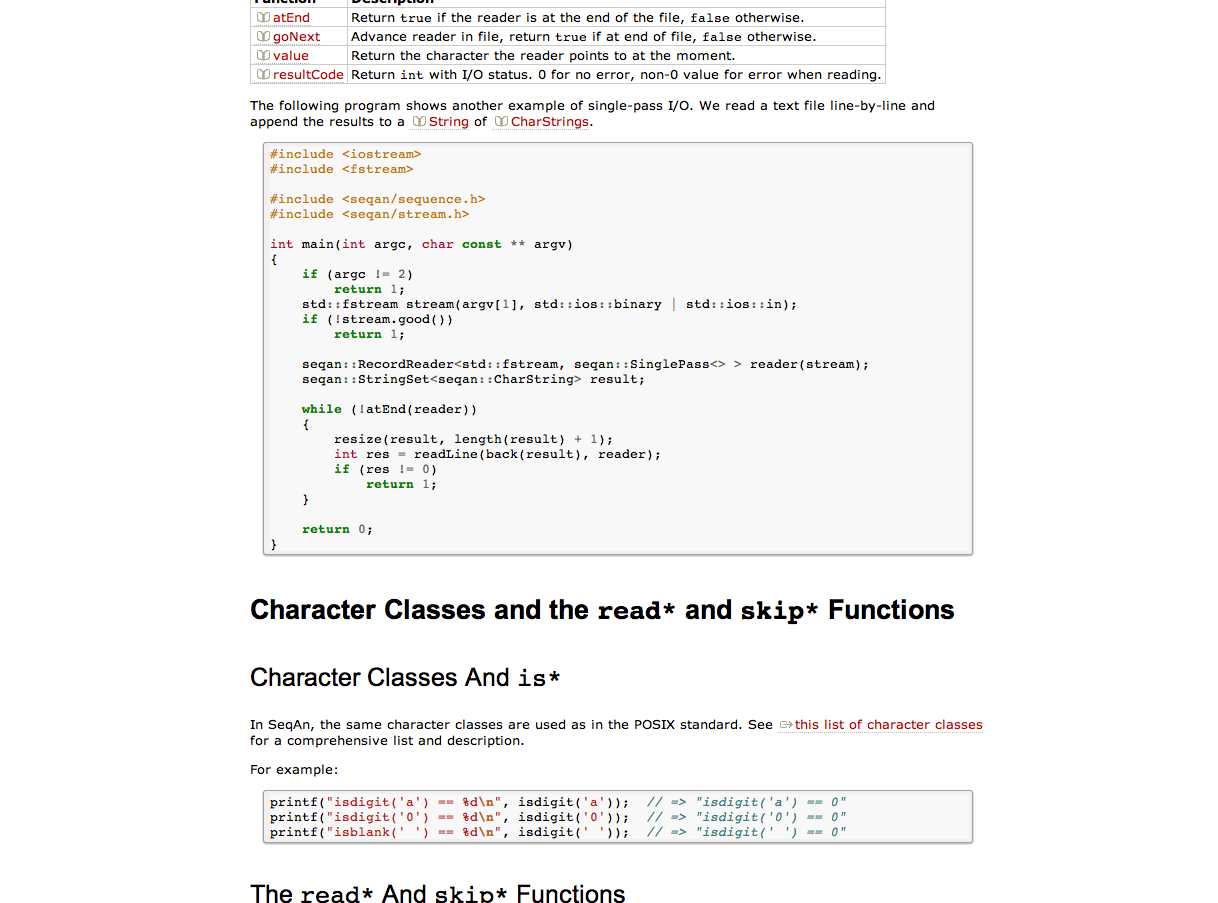 Function Description
atEnd Return true if the reader is at the end of the file, false otherwise.
goNext Advance reader in file, return true if at end of file, false otherwise.
value Return the character the reader points to at the moment.
resultCode Return int with I/O status. 0 for no error, non-0 value for error when reading.
The following program shows another example of single-pass I/O. We read a text file line-by-line and
append the results to a String of CharStrings.
#include <iostream>
#include <fstream>
#include <seqan/sequence.h>
#include <seqan/stream.h>
int main(int argc, char const ** argv)
{
    if (argc != 2)
        return 1;
    std::fstream stream(argv[1], std::ios::binary | std::ios::in);
    if (!stream.good())
        return 1;
    seqan::RecordReader<std::fstream, seqan::SinglePass<> > reader(stream);
    seqan::StringSet<seqan::CharString> result;
    while (!atEnd(reader))
    {
        resize(result, length(result) + 1);
        int res = readLine(back(result), reader);
        if (res != 0)
            return 1;
    }
    return 0;
}
Character Classes and the read* and skip* Functions
Character Classes And is*
In SeqAn, the same character classes are used as in the POSIX standard. See this list of character classes
for a comprehensive list and description.
For example:
printf("isdigit('a') == %d\n", isdigit('a'));  // => "isdigit('a') == 0"
printf("isdigit('0') == %d\n", isdigit('0'));  // => "isdigit('0') == 0"
printf("isblank(' ') == %d\n", isdigit(' '));  // => "isdigit(' ') == 0"
The read* And skip* Functions